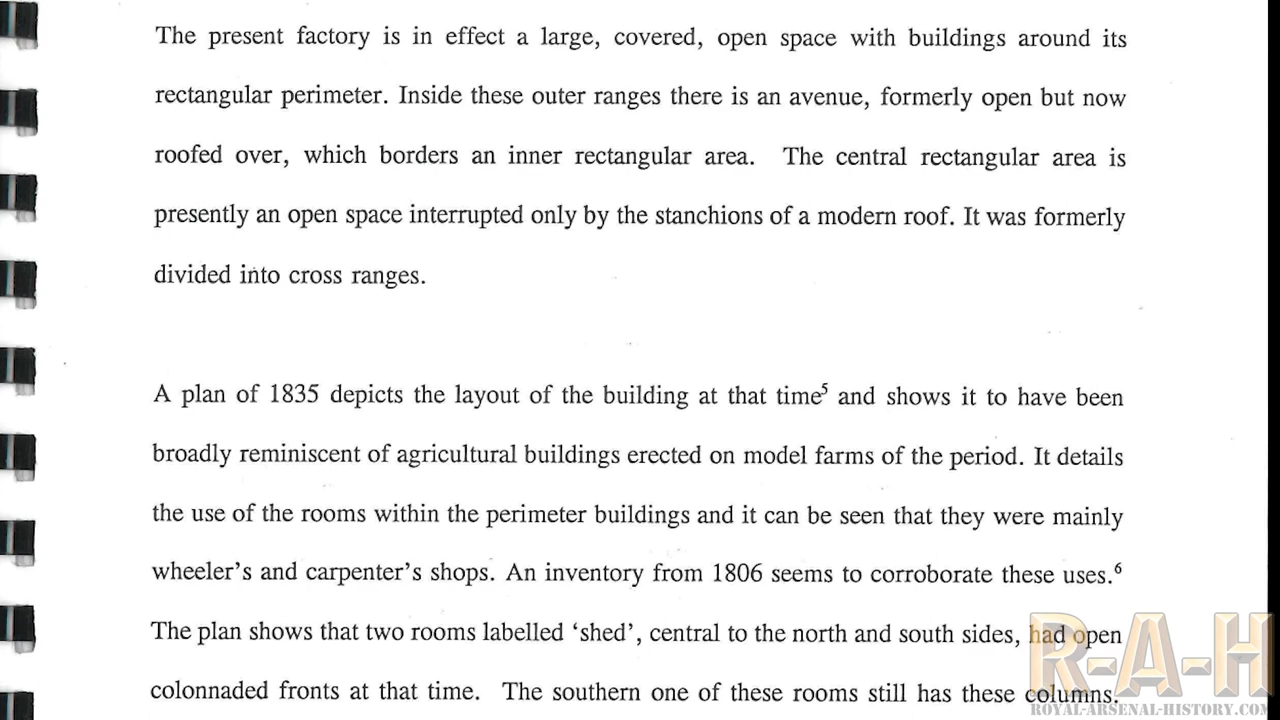 The present factory is in effect a large, covered, open space with buildings around its
rectangular perimeter. Inside these outer ranges there is an avenue, formerly open but now
roofed over, which borders an inner rectangular area. The central rectangular area is
presently an open space interrupted only by the stanchions of a modern roof. It was formerly
divided into cross ranges.
A plan of 1835 depicts the layout of the building at that time⁵ and shows it to have been
broadly reminiscent of agricultural buildings erected on model farms of the period. It details
the use of the rooms within the perimeter buildings and it can be seen that they were mainly
wheeler's and carpenter's shops. An inventory from 1806 seems to corroborate these uses.⁶
The plan shows that two rooms labelled ‘shed’, central to the north and south sides, had open
colonnaded fronts at that time. The southern one of these rooms still has these columns.
R-A-H
ROYAL-ARSENAL-HISTORY.COM